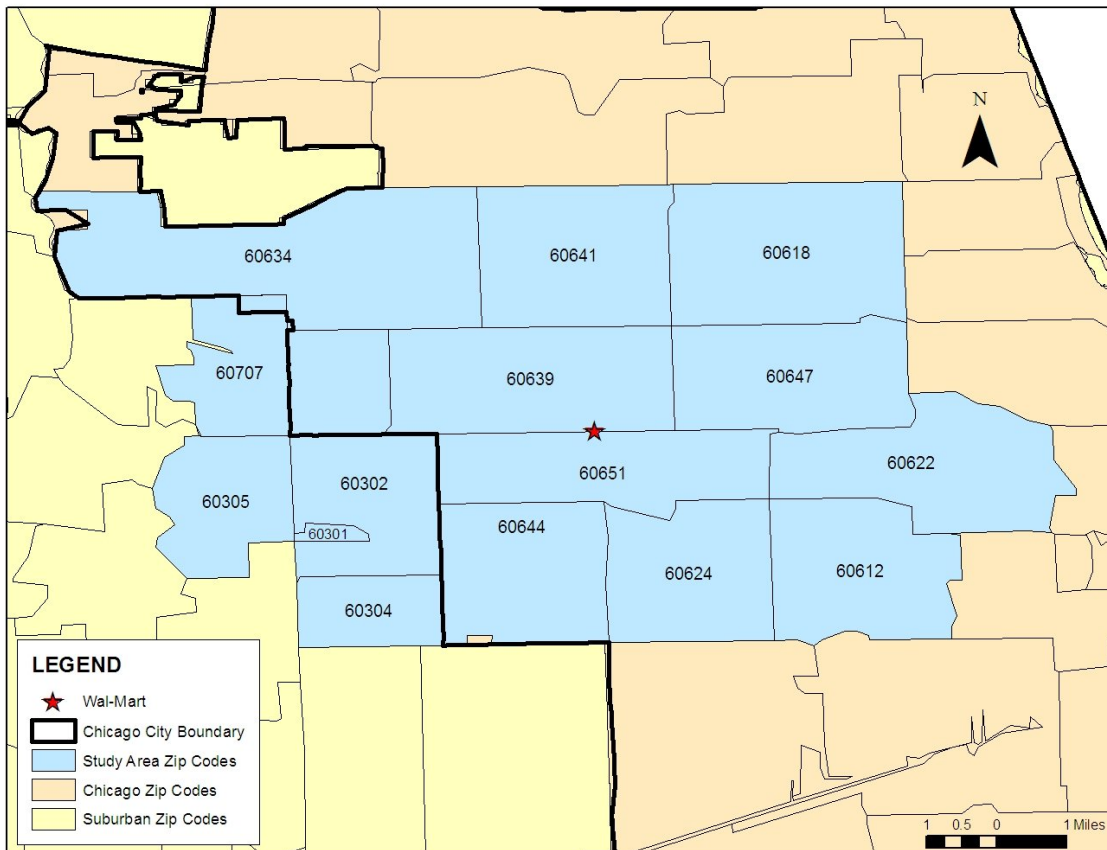 N
60634
60641
60618
60707
60639
60647
60651
60622
60305
60302
60301
60644
60624
60612
60304
LEGEND
Wal-Mart
Chicago City Boundary
Study Area Zip Codes
Chicago Zip Codes
Suburban Zip Codes
1 0.5 0 1 Miles